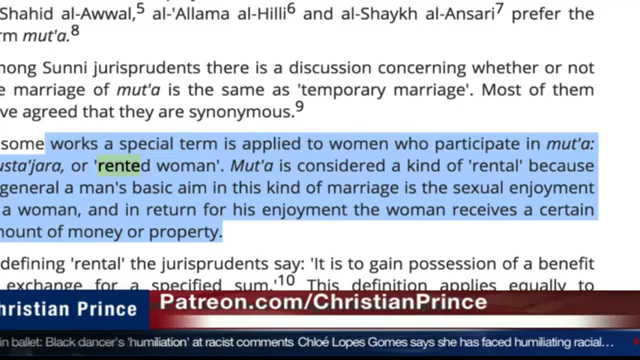 Shahid al-Awwal,5 al-'Allama al-Hilli6 and al-Shaykh al-Ansari7 prefer the
rm mut'a.8
mong Sunni jurisprudents there is a discussion concerning whether or not
e marriage of mut'a is the same as 'temporary marriage'. Most of them
ve agreed that they are synonymous.9
some works a special term is applied to women who participate in mut'a:
usta'jara, or 'rented woman'. Mut'a is considered a kind of 'rental' because
general a man's basic aim in this kind of marriage is the sexual enjoyment
a woman, and in return for his enjoyment the woman receives a certain
mount of money or property.
defining 'rental' the jurisprudents say: 'It is to gain possession of a benefit
exchange for a specified sum.'10 This definition applies equally to
Christian Prince
Patreon.com/ChristianPrince
in ballet: Black dancer's 'humiliation' at racist comments Chloé Lopes Gomes says she has faced humiliating racial...